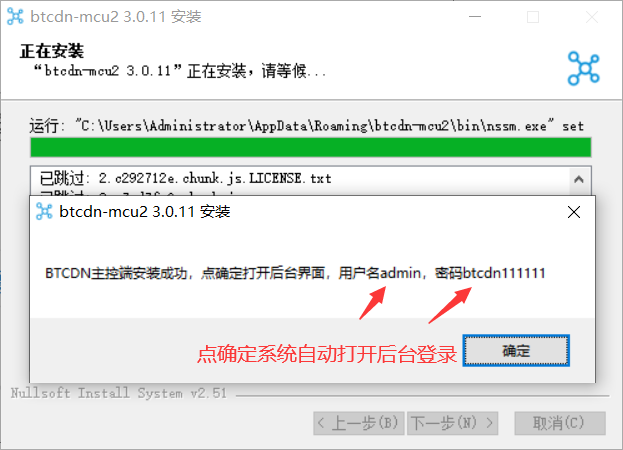 btcdn-mcu2 3.0.11 安装
正在安装
“btcdn-mcu2 3.0.11”正在安装，请等候...
运行: "C:\Users\Administrator\AppData\Roaming\btcdn-mcu2\bin\nssm.exe" set
已跳过: 2.c292712e.chunk.js.LICENSE.txt
btcdn-mcu2 3.0.11 安装
BTCDN主控端安装成功，点确定打开后台界面，用户名admin，密码btcdn111111
点确定系统自动打开后台登录
确定
Nullsoft Install System v2.51
< 上一步(B) 下一步(N) > 取消(C)